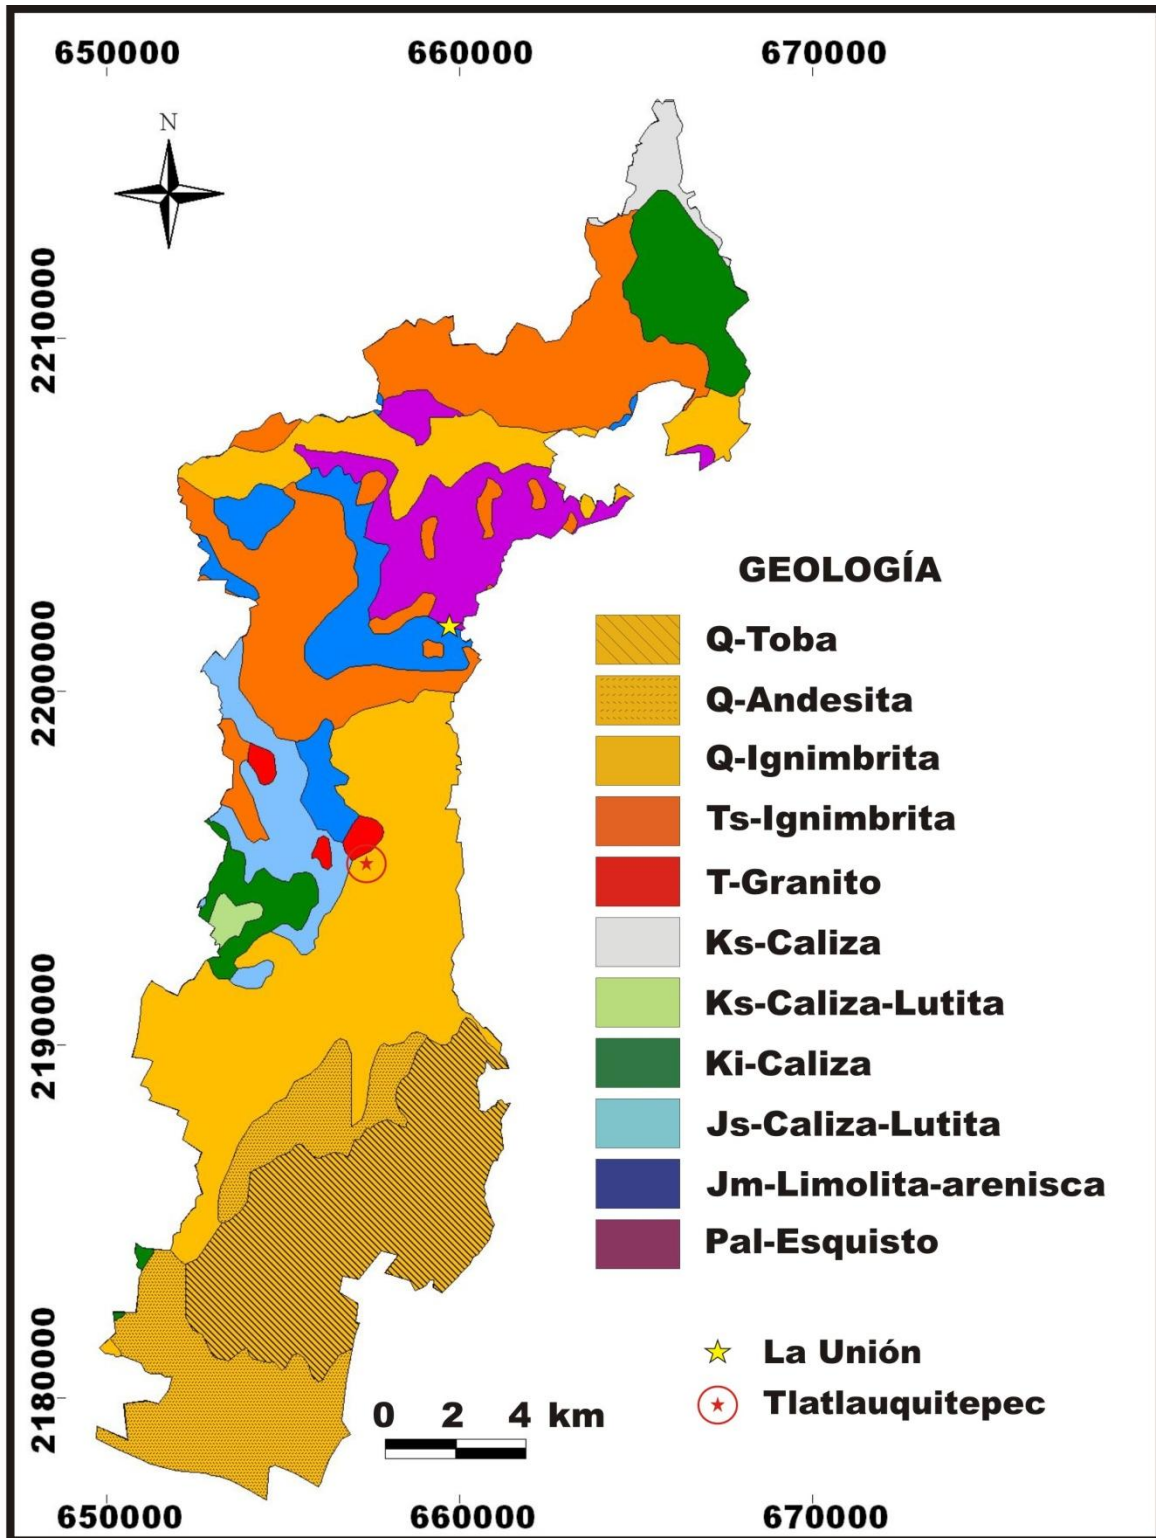 650000 660000 670000
N
2210000
2200000
2190000
2180000
GEOLOGÍA
Q-Toba
Q-Andesita
Q-Ignimbrita
Ts-Ignimbrita
T-Granito
Ks-Caliza
Ks-Caliza-Lutita
Ki-Caliza
Js-Caliza-Lutita
Jm-Limolita-arenisca
Pal-Esquisto
La Unión
Tlatlauquitepec
0 2 4 km
650000 660000 670000